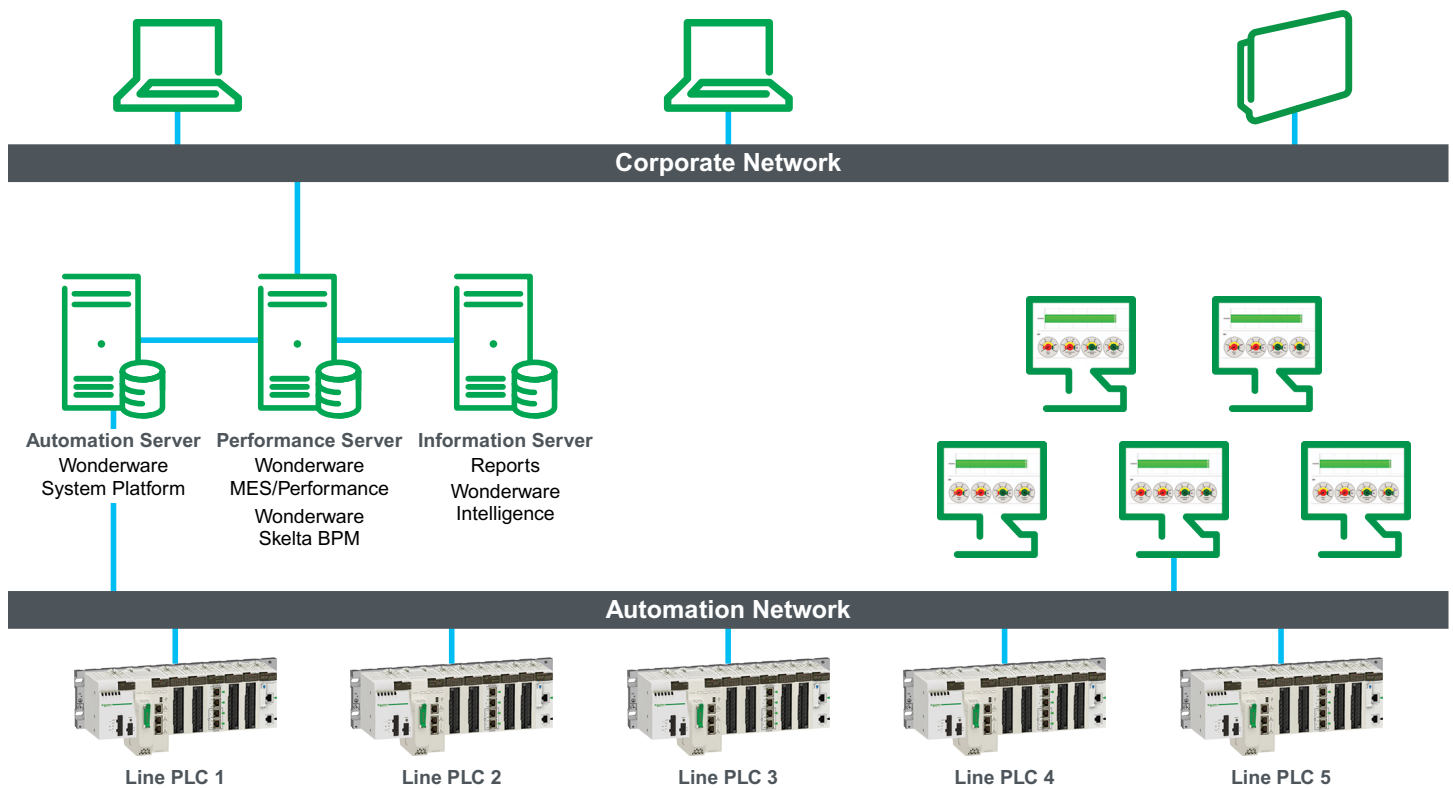 Corporate Network
Automation Server
Wonderware
System Platform
Performance Server
Wonderware
MES/Performance
Wonderware
Skelta BPM
Information Server
Reports
Wonderware
Intelligence
Automation Network
Line PLC 1
Line PLC 2
Line PLC 3
Line PLC 4
Line PLC 5